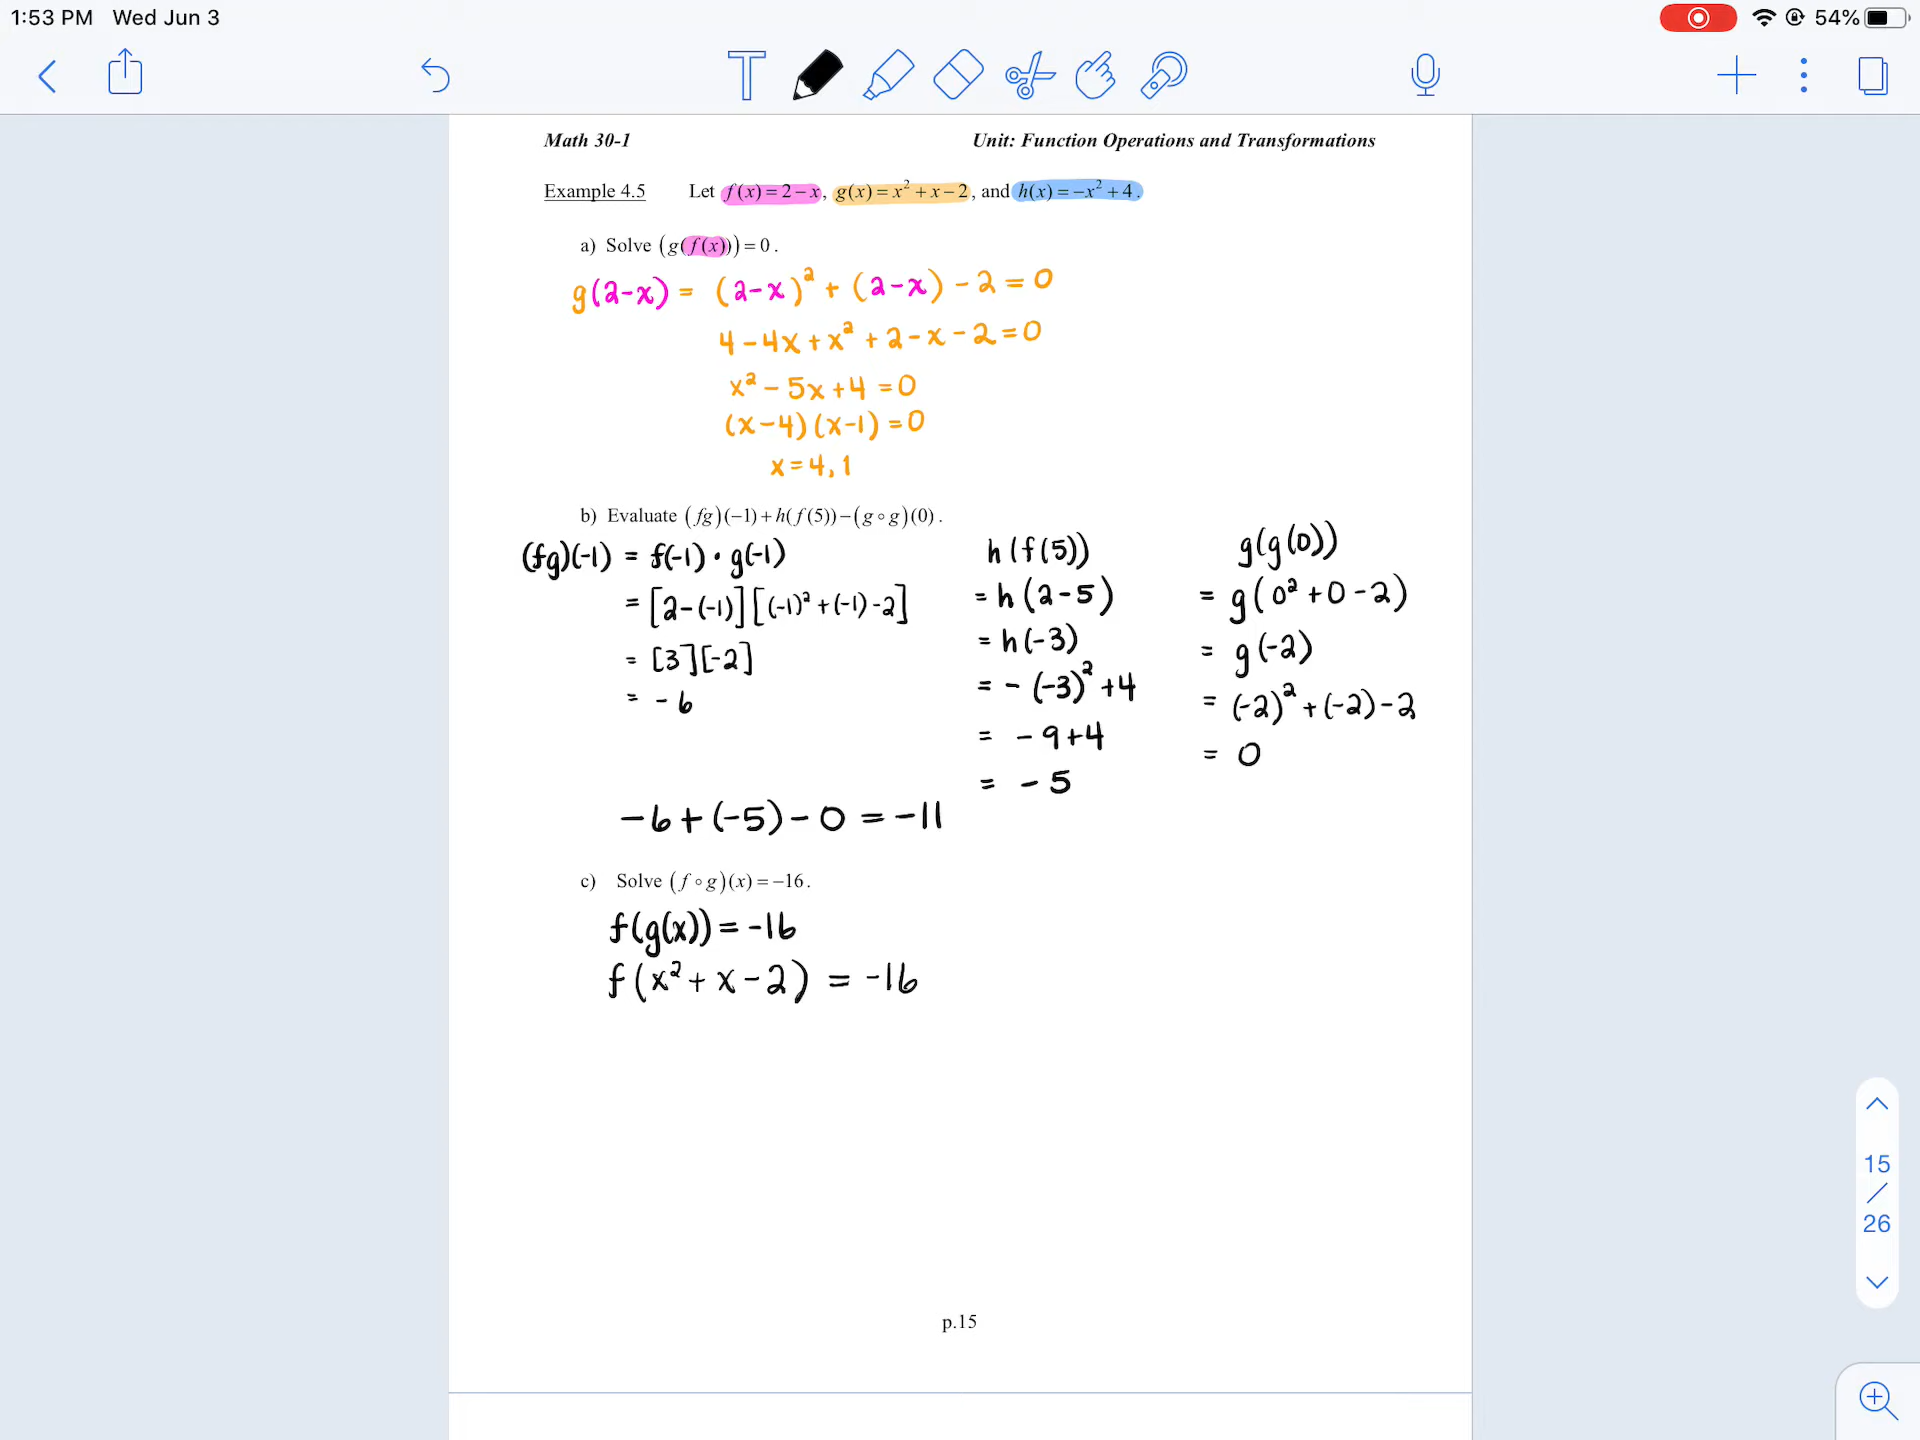 1:53 PM Wed Jun 3
54%
T
Math 30-1 Unit: Function Operations and Transformations
Example 4.5 Let f(x) = 2 − x, g(x) = x² + x − 2, and h(x) = −x² + 4.
a) Solve (g(f(x))) = 0.
g(2-x) = (2-x)² + (2-x) - 2 = 0
4 - 4x + x² + 2 - x - 2 = 0
x² - 5x + 4 = 0
(x-4)(x-1) = 0
x = 4, 1
b) Evaluate (fg)(−1) + h(f(5)) − (g∘g)(0).
(fg)(-1) = f(-1) · g(-1)
= [2-(-1)][(-1)² + (-1) - 2]
= [3][-2]
= -6
h(f(5))
= h(2-5)
= h(-3)
= -(-3)² + 4
= -9+4
= -5
g(g(0))
= g(0² + 0 - 2)
= g(-2)
= (-2)² + (-2) - 2
= 0
-6 + (-5) - 0 = -11
c) Solve (f∘g)(x) = −16.
f(g(x)) = -16
f(x² + x - 2) = -16
p.15
15
/
26